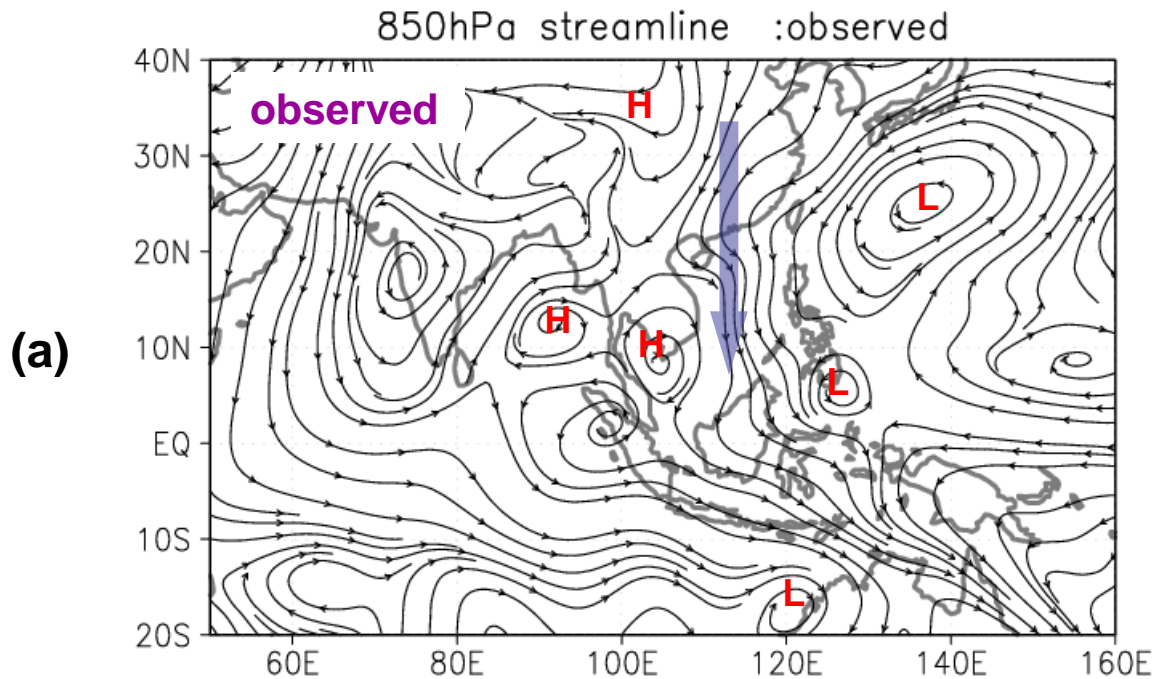 850hPa streamline :observed
40N
observed
H
30N
L
20N
(a)
H
H
10N
L
EQ
10S
L
20S
60E 80E 100E 120E 140E 160E